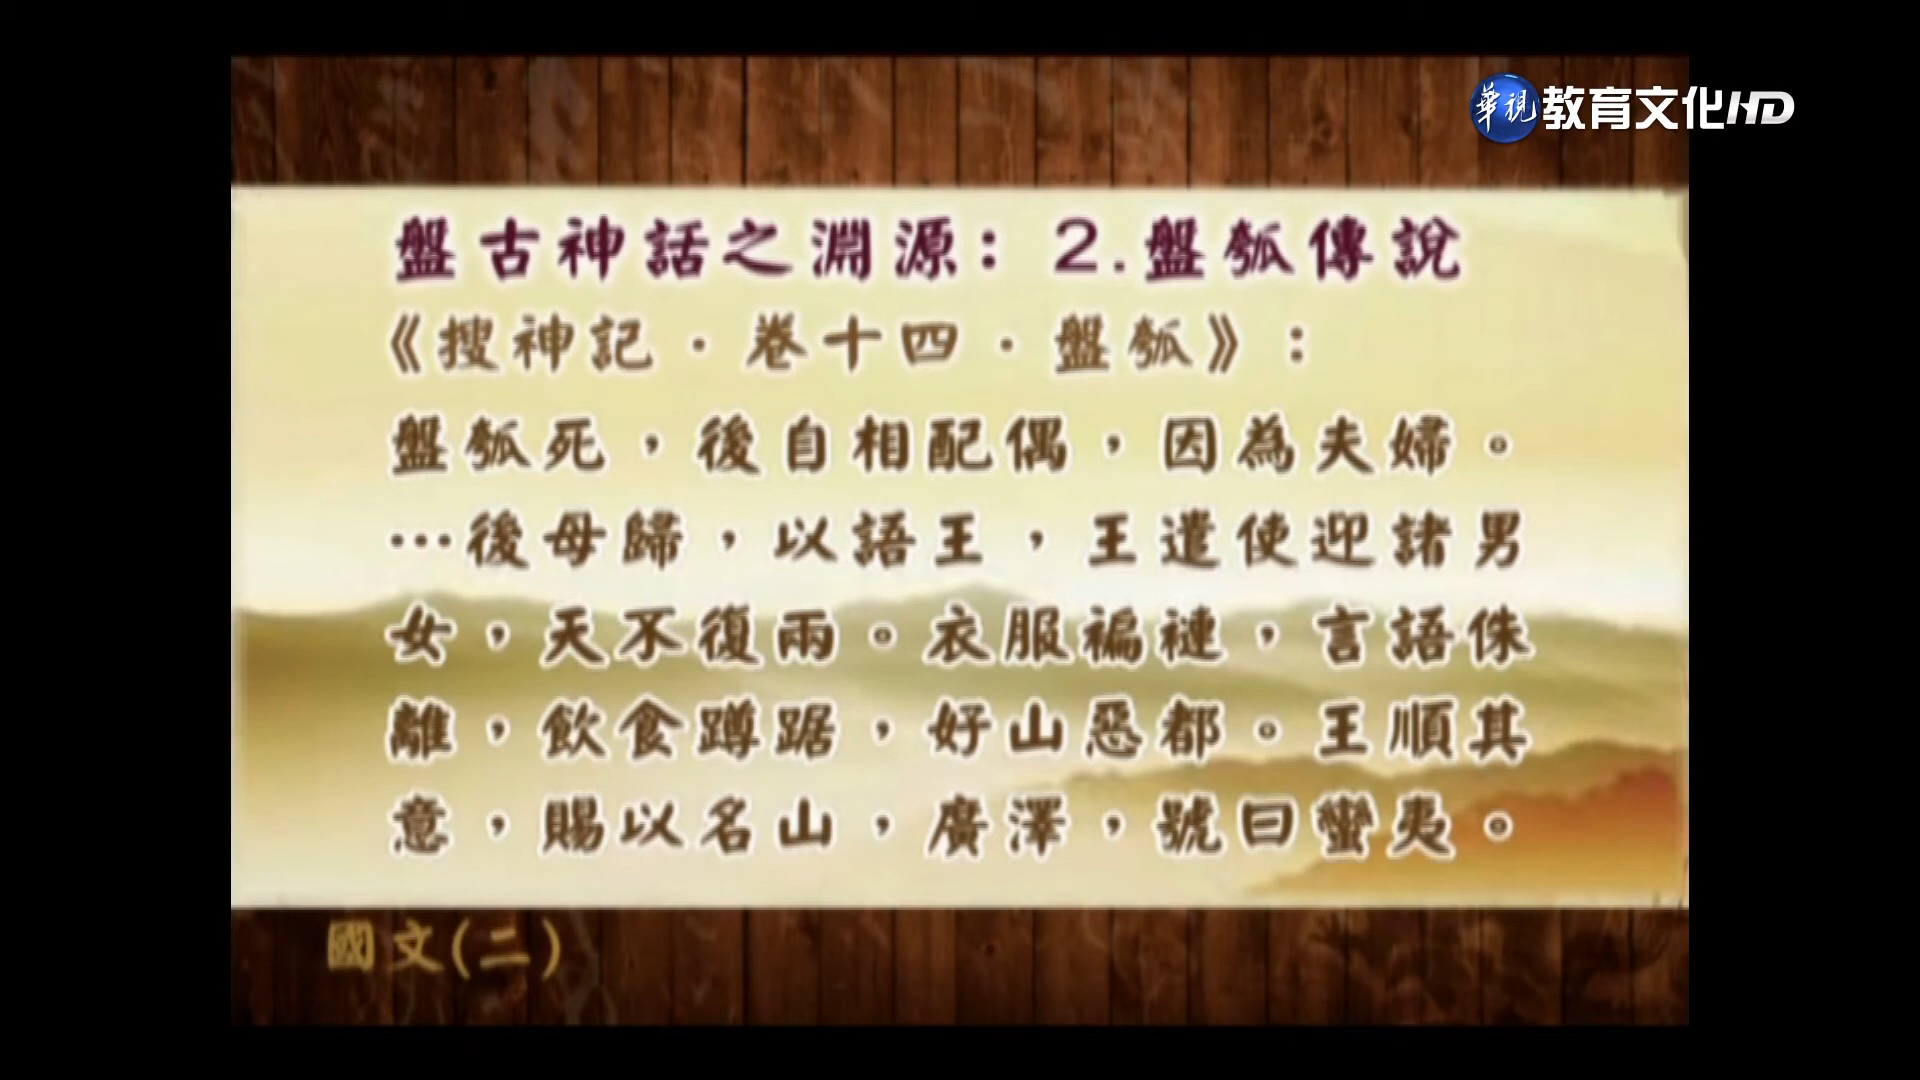 華視 教育文化HD
盤古神話之淵源：2.盤瓠傳說
《搜神記．卷十四．盤瓠》：
盤瓠死，後自相配偶，因為夫婦。
…後母歸，以語王，王遣使迎諸男
女，天不復雨。衣服褊褳，言語侏
離，飲食蹲踞，好山惡都。王順其
意，賜以名山，廣澤，號曰蠻夷。
國文(二)